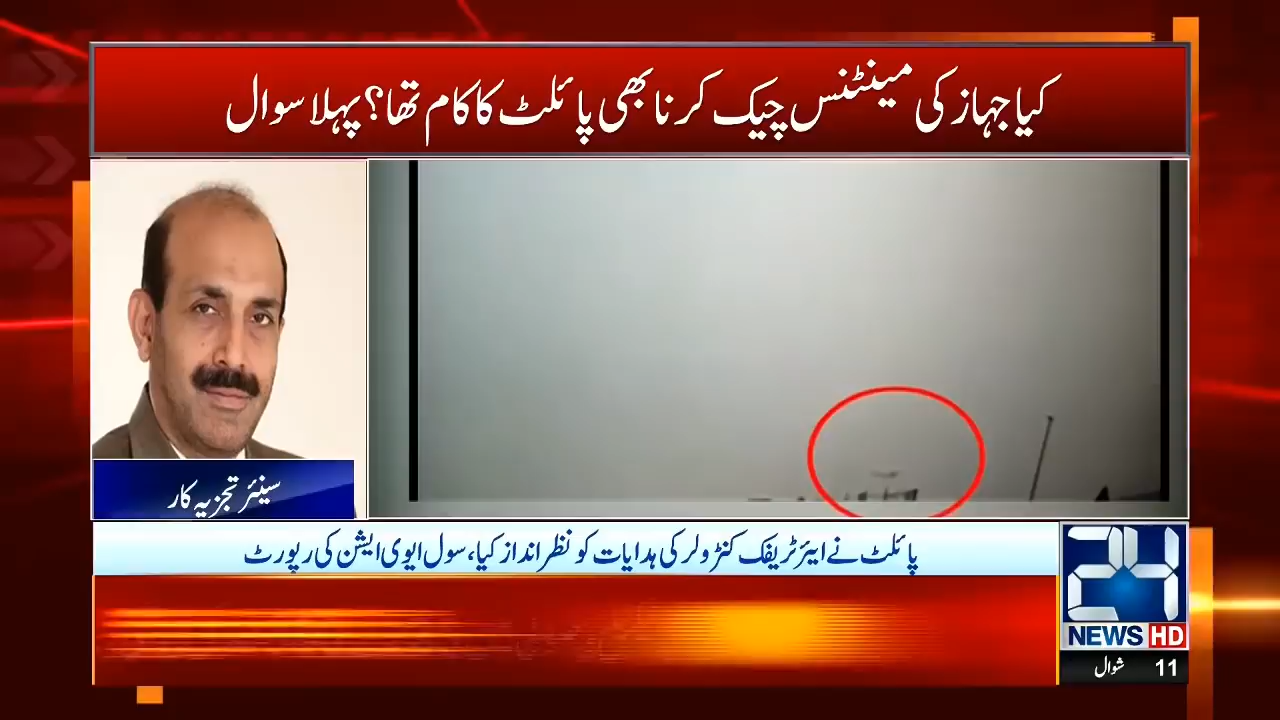 کیا جہاز کی مینٹنس چیک کرنا بھی پائلٹ کا کام تھا؟ پہلا سوال
سینئر تجزیہ کار
پائلٹ نے ایئر ٹریفک کنٹرولر کی ہدایات کو نظر انداز کیا، سول ایوی ایشن کی رپورٹ
24
NEWS HD
11 شوال